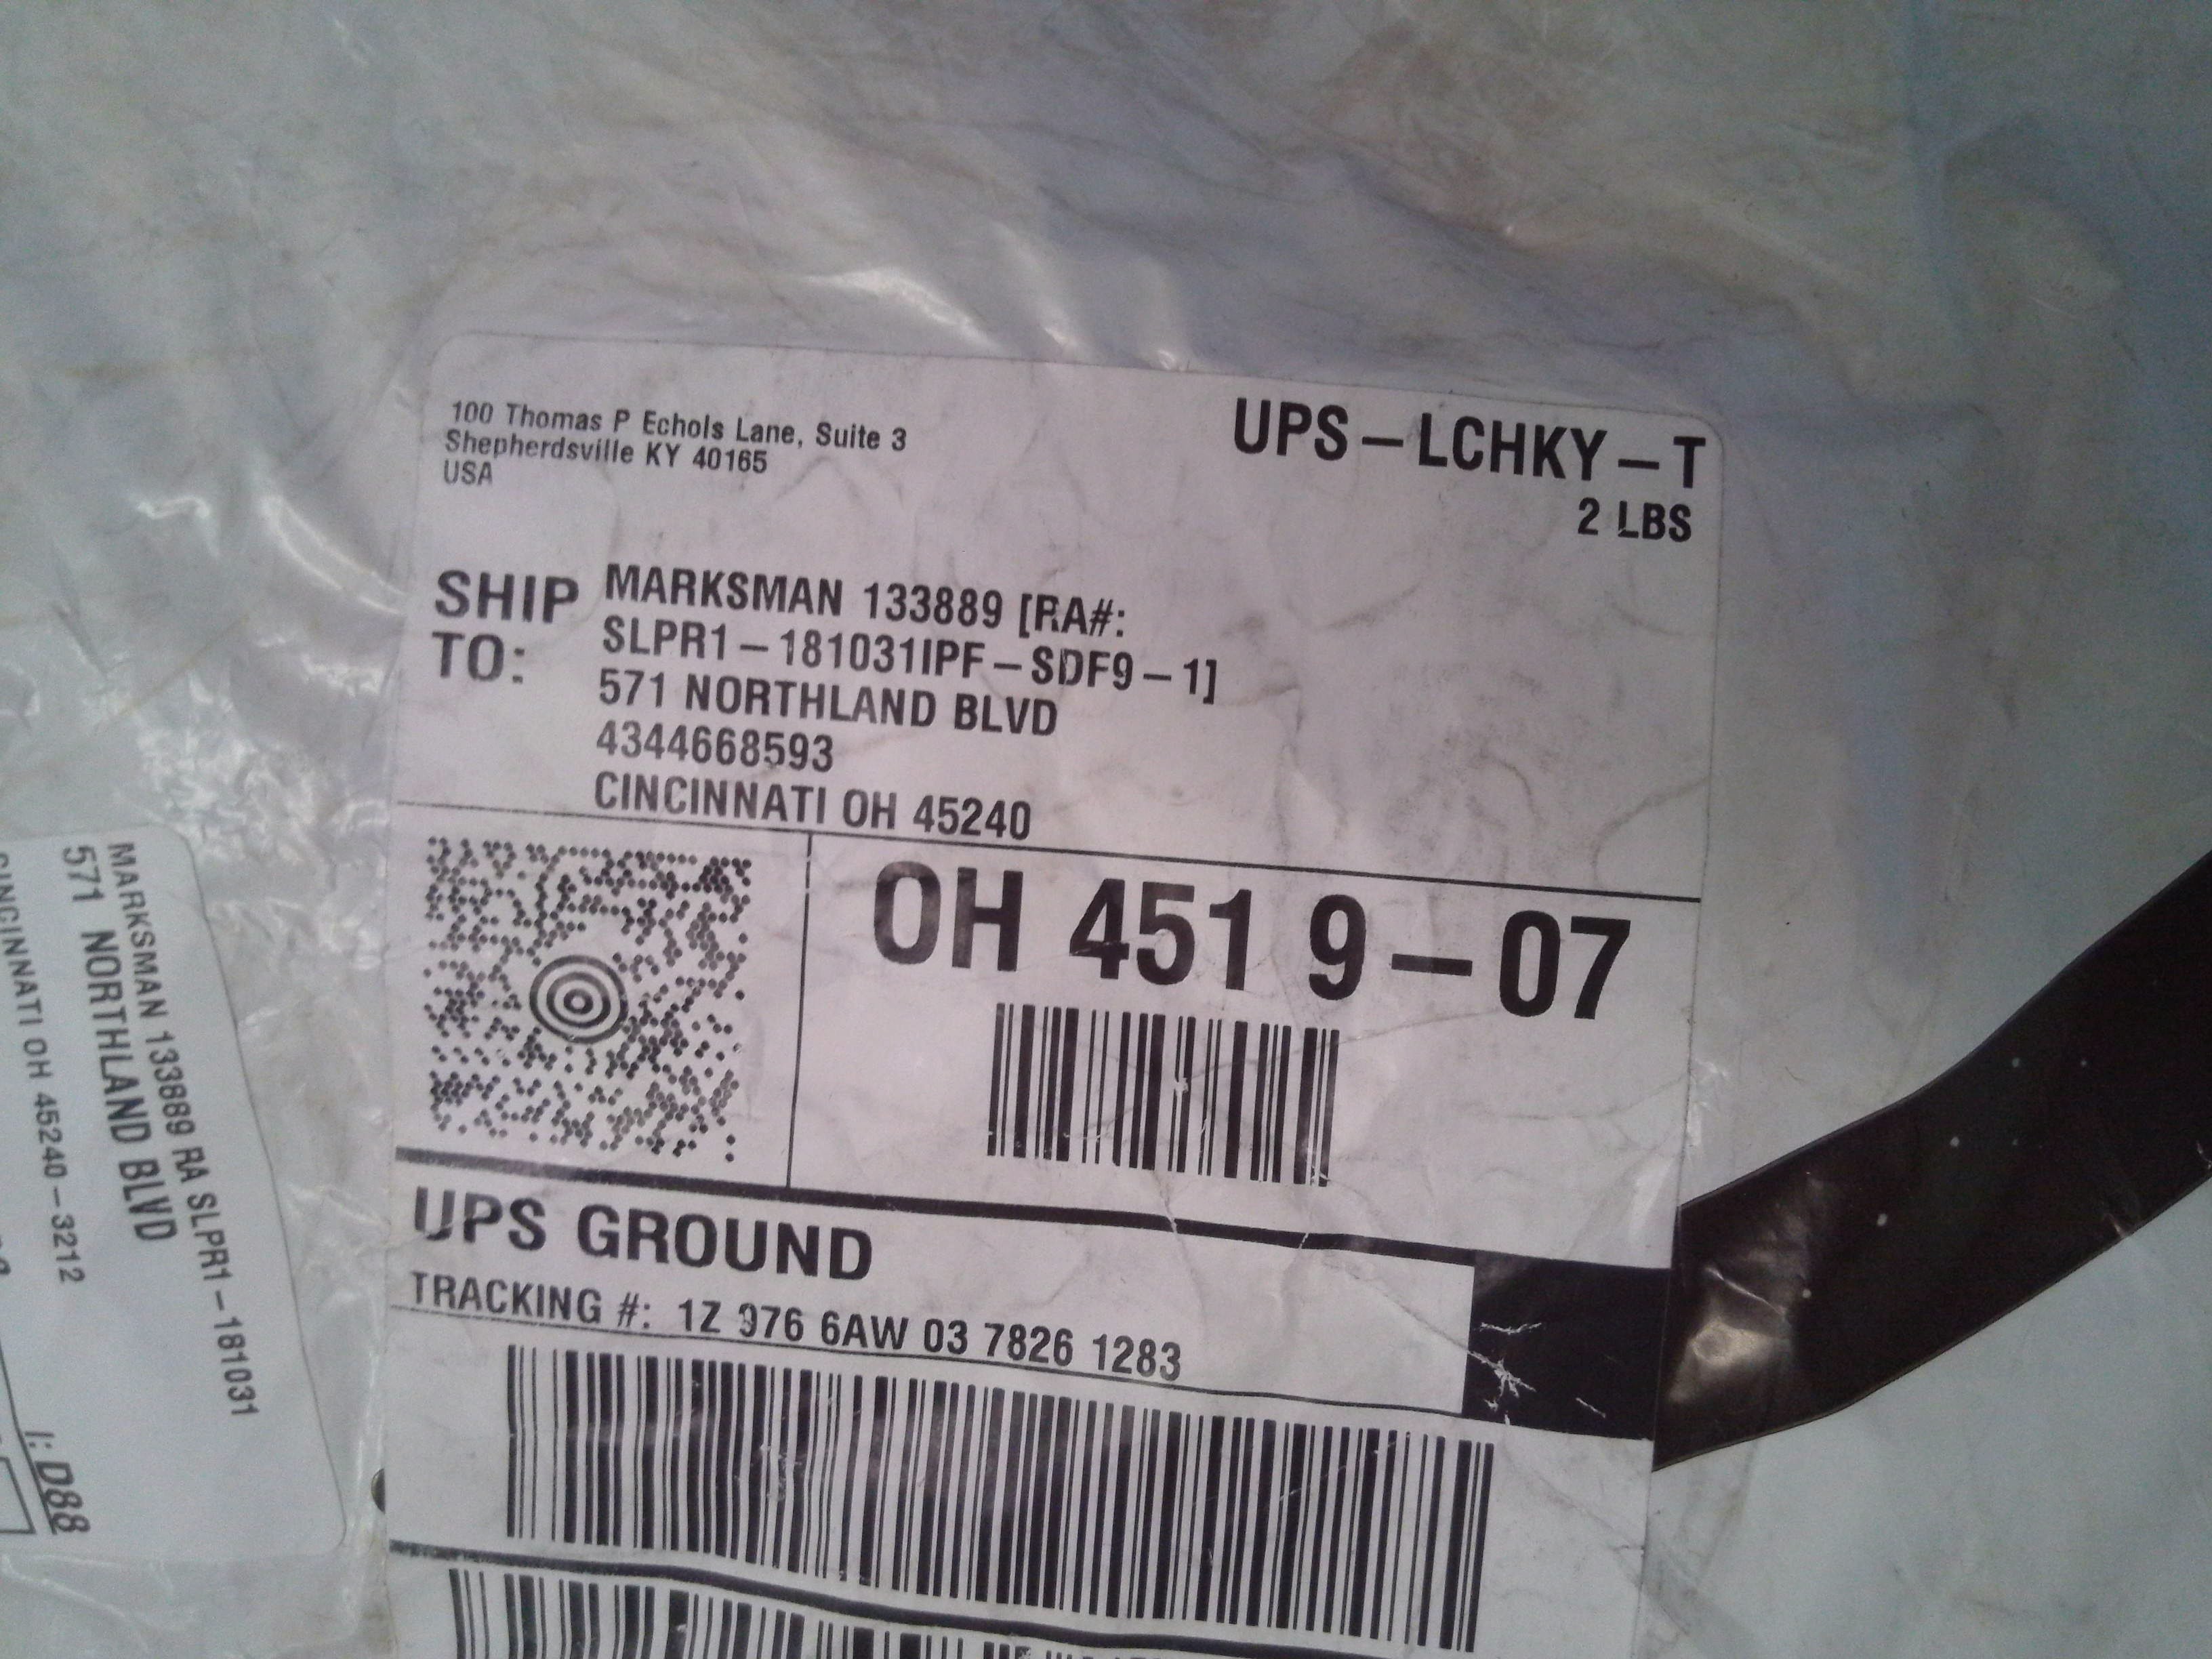 100 Thomas P Echols Lane, Suite 3
Shepherdsville KY 40165
USA
UPS-LCHKY-T
2 LBS
SHIP TO:
MARKSMAN 133889 [RA#:
SLPR1-181031IPF-SDF9-1]
571 NORTHLAND BLVD
4344668593
CINCINNATI OH 45240
OH 451 9-07
UPS GROUND
TRACKING #: 1Z 976 6AW 03 7826 1283
MARKSMAN 133889 RA SLPR1-181031
571 NORTHLAND BLVD
CINCINNATI OH 45240-3212
I: D88